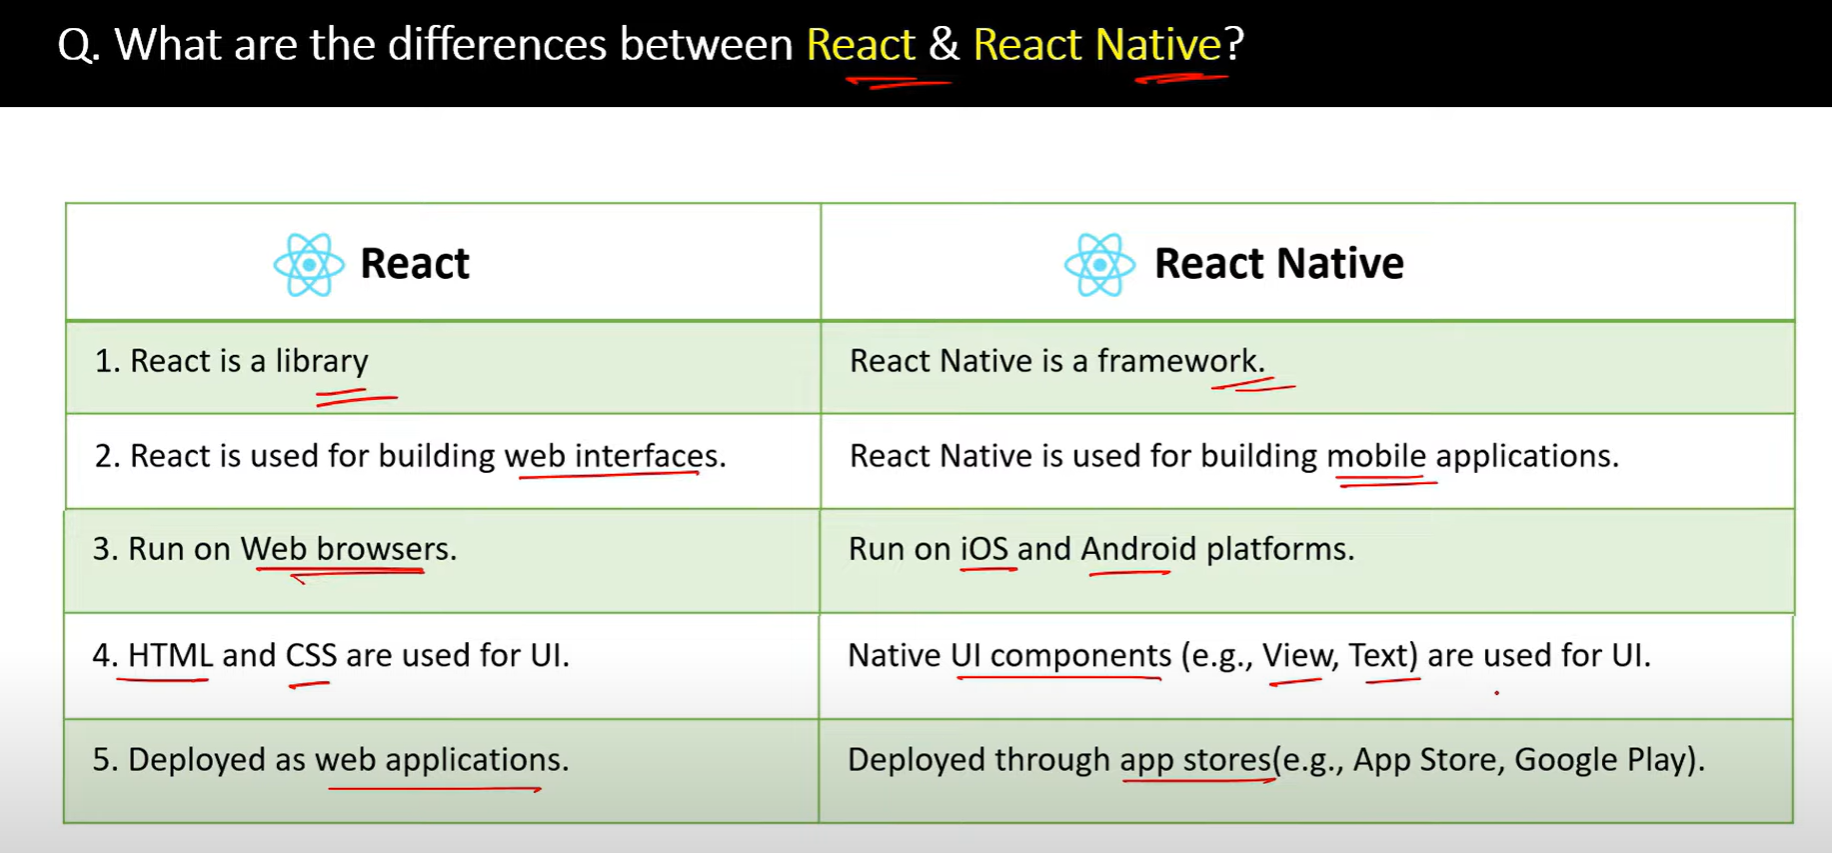 Q. What are the differences between React & React Native?
React
React Native
1. React is a library
React Native is a framework.
2. React is used for building web interfaces.
React Native is used for building mobile applications.
3. Run on Web browsers.
Run on iOS and Android platforms.
4. HTML and CSS are used for UI.
Native UI components (e.g., View, Text) are used for UI.
5. Deployed as web applications.
Deployed through app stores(e.g., App Store, Google Play).